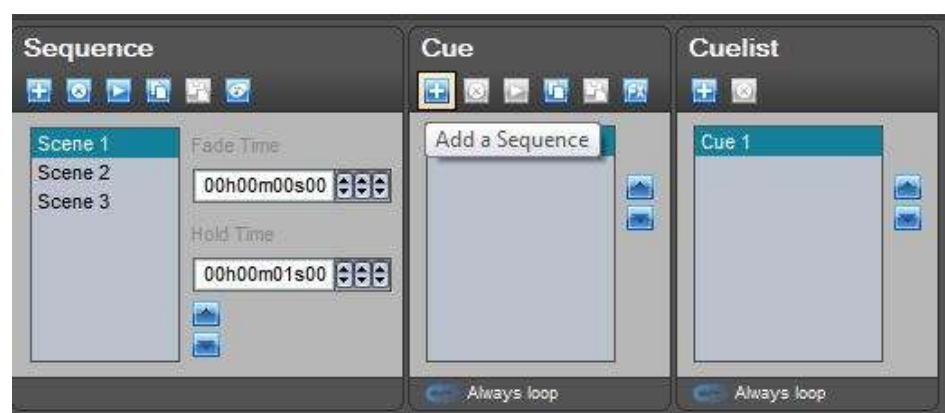 Sequence
Cue
Cuelist
FX
Add a Sequence
Scene 1
Scene 2
Scene 3
Fade Time
00h00m00s00
Hold Time
00h00m01s00
Cue 1
Always loop
Always loop